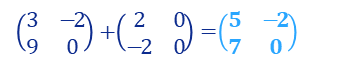 (3 −2
9 0) + (2 0
−2 0) = (5 −2
7 0)